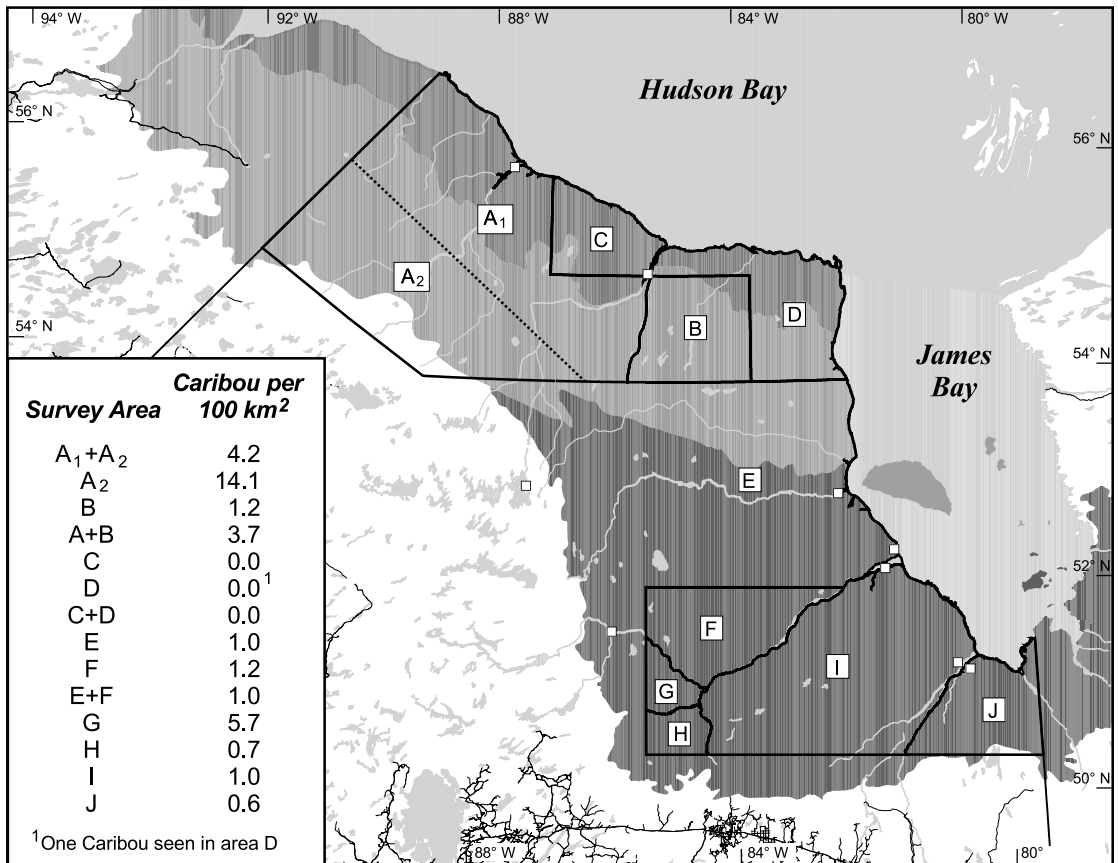 94° W
92° W
88° W
84° W
80° W
Hudson Bay
56° N
56° N
A1
C
A2
D
B
54° N
54° N
James
Bay
Survey Area
Caribou per
100 km²
A1+A2 4.2
A2 14.1
B 1.2
A+B 3.7
C 0.0
D 0.0¹
C+D 0.0
E 1.0
F 1.2
E+F 1.0
G 5.7
H 0.7
I 1.0
J 0.6
¹One Caribou seen in area D
E
52° N
F
I
G
J
H
50° N
88° W
84° W
80°